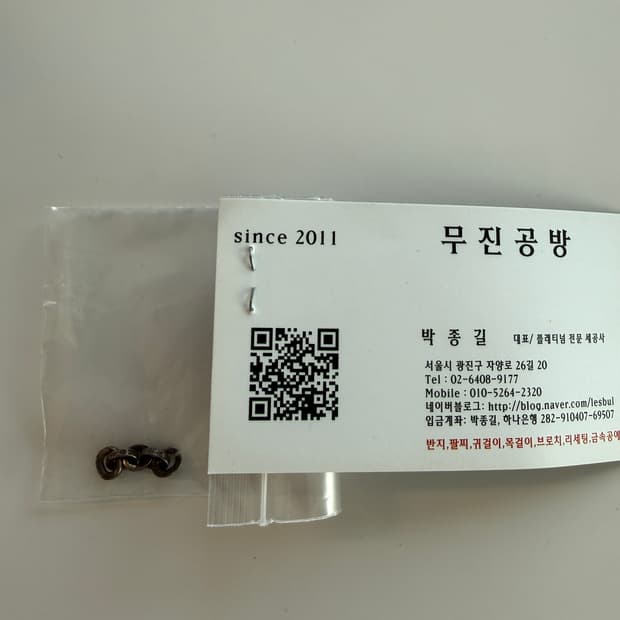 since 2011
무진공방
박종길 대표/ 플래티넘 전문 세공사
서울시 광진구 자양로 26길 20
Tel : 02-6408-9177
Mobile : 010-5264-2320
네이버블로그: http://blog.naver.com/lesbul
입금계좌: 박종길, 하나은행 282-910407-69507
반지,팔찌,귀걸이,목걸이,브로치,리세팅,금속공예